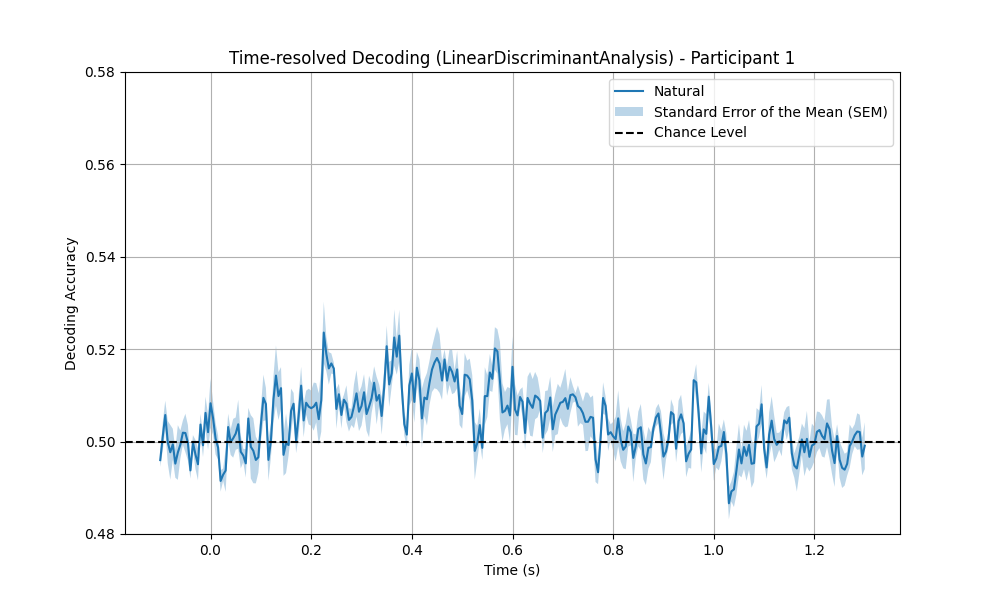 Time-resolved Decoding (LinearDiscriminantAnalysis) - Participant 1
Natural
Standard Error of the Mean (SEM)
Chance Level
Decoding Accuracy
0.58
0.56
0.54
0.52
0.50
0.48
0.0 0.2 0.4 0.6 0.8 1.0 1.2
Time (s)